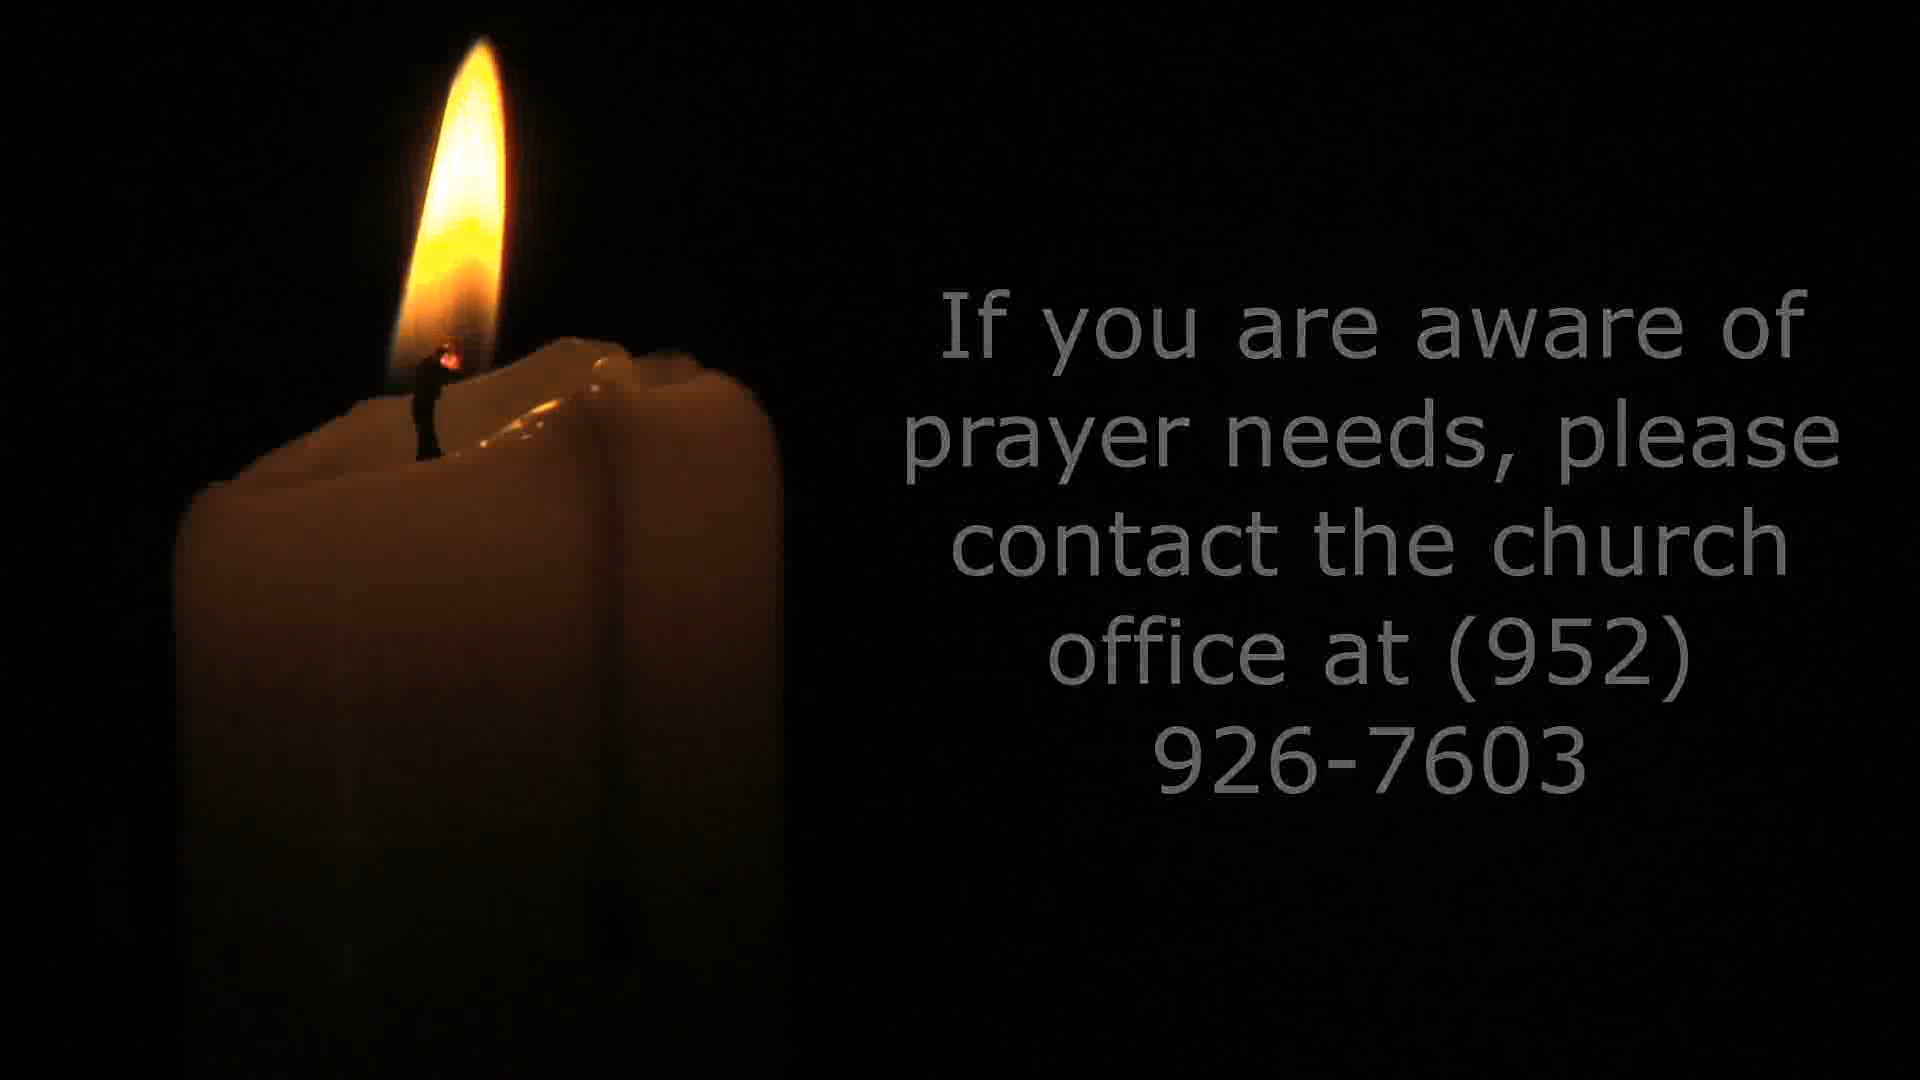 If you are aware of
prayer needs, please
contact the church
office at (952)
926-7603